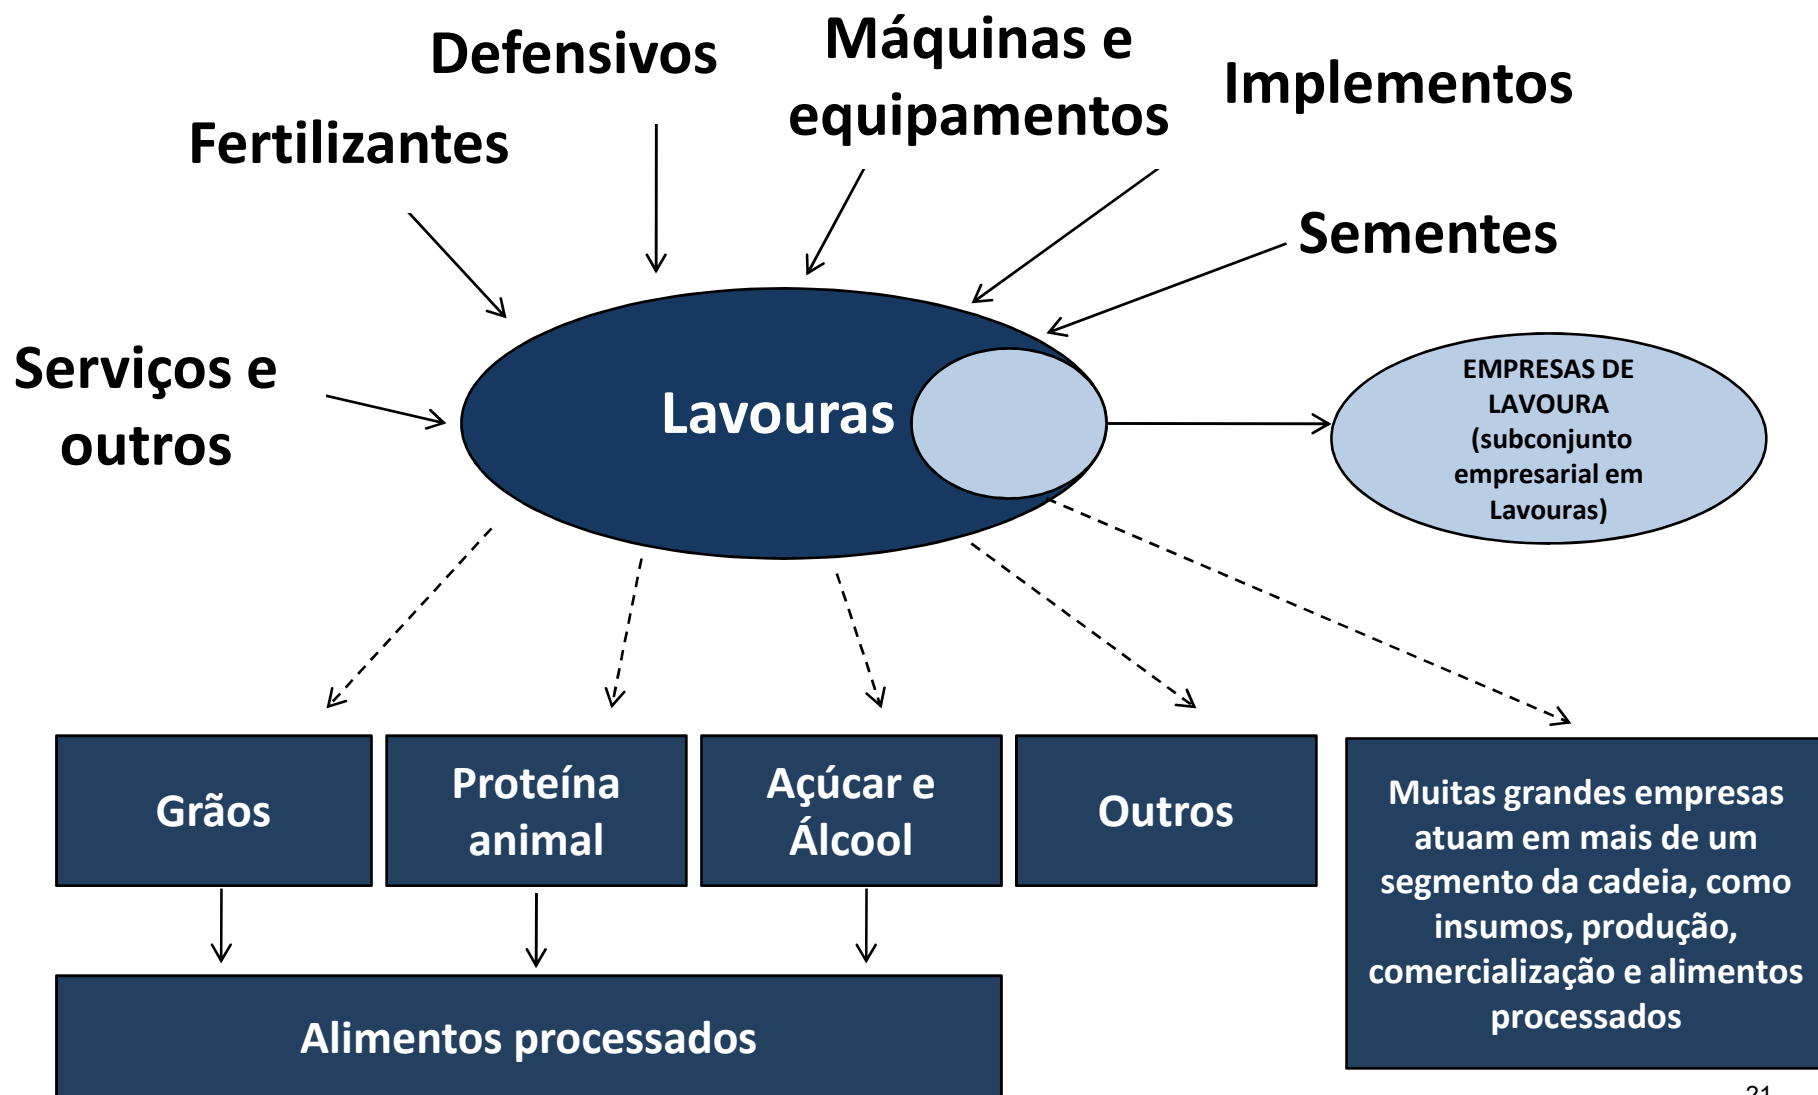 Defensivos
Máquinas e
equipamentos
Implementos
Fertilizantes
Sementes
Serviços e
outros
Lavouras
EMPRESAS DE
LAVOURA
(subconjunto
empresarial em
Lavouras)
Grãos
Proteína
animal
Açúcar e
Álcool
Outros
Muitas grandes empresas
atuam em mais de um
segmento da cadeia, como
insumos, produção,
comercialização e alimentos
processados
Alimentos processados
21